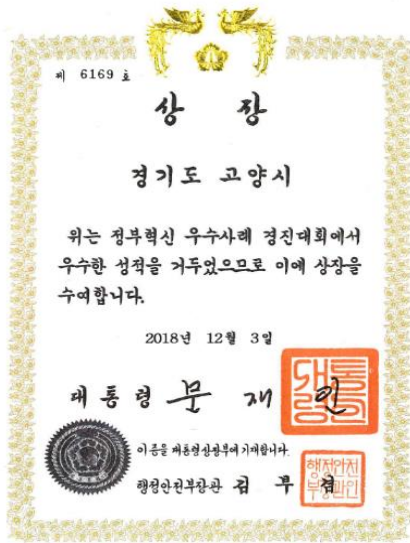 제 6169 호
상 장
경기도 고양시
위는 정부혁신 우수사례 경진대회에서
우수한 성적을 거두었으므로 이에 상장을
수여합니다.
2018년 12월 3일
대통령 문 재 인
대통령의인
이 증을 대통령상장부에 기재합니다.
행정안전부장관 김 부 겸
행정안전부장관인